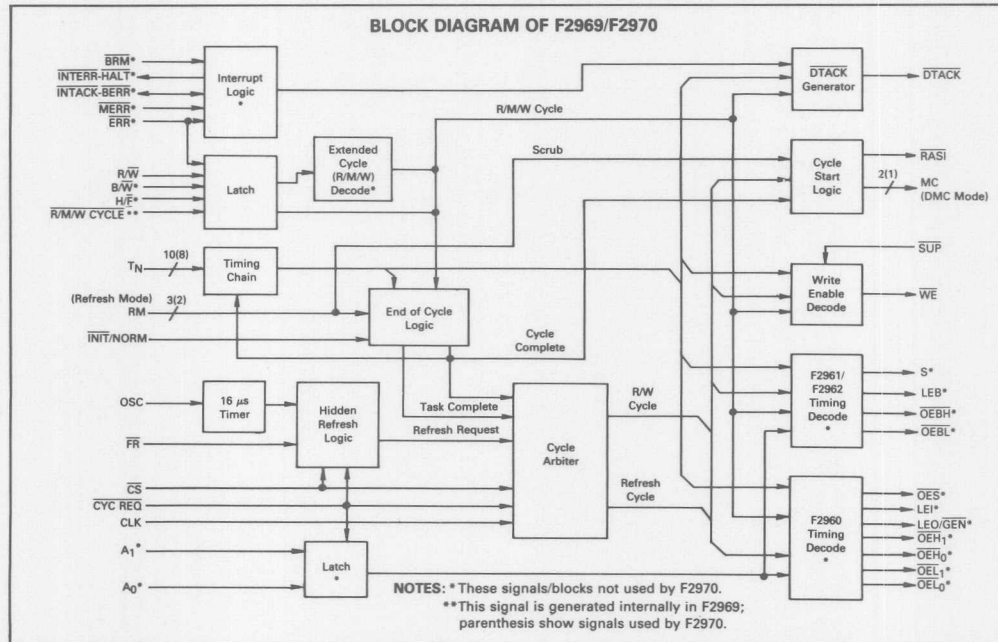 BLOCK DIAGRAM OF F2969/F2970
BRM*
INTERR-HALT*
INTACK-BERR*
MERR*
ERR*
Interrupt
Logic
*
R/W
B/W*
H/F*
R/M/W CYCLE**
Latch
Extended
Cycle
(R/M/W)
Decode*
R/M/W Cycle
Scrub
DTACK
Generator
DTACK
Cycle
Start
Logic
RASI
2(1)
MC
(DMC Mode)
TN
10(8)
Timing
Chain
(Refresh Mode)
RM
3(2)
INIT/NORM
End of Cycle
Logic
Cycle
Complete
SUP
Write
Enable
Decode
WE
OSC
16 μs
Timer
Hidden
Refresh
Logic
FR
Task Complete
Refresh Request
Cycle
Arbiter
R/W
Cycle
Refresh
Cycle
F2961/
F2962
Timing
Decode
*
S*
LEB*
OEBH*
OEBL*
CS
CYC REQ
CLK
A1*
A0*
Latch
*
F2960
Timing
Decode
*
OES*
LEI*
LEO/GEN*
OEH1*
OEH0*
OEL1*
OEL0*
NOTES: * These signals/blocks not used by F2970.
**This signal is generated internally in F2969;
parenthesis show signals used by F2970.